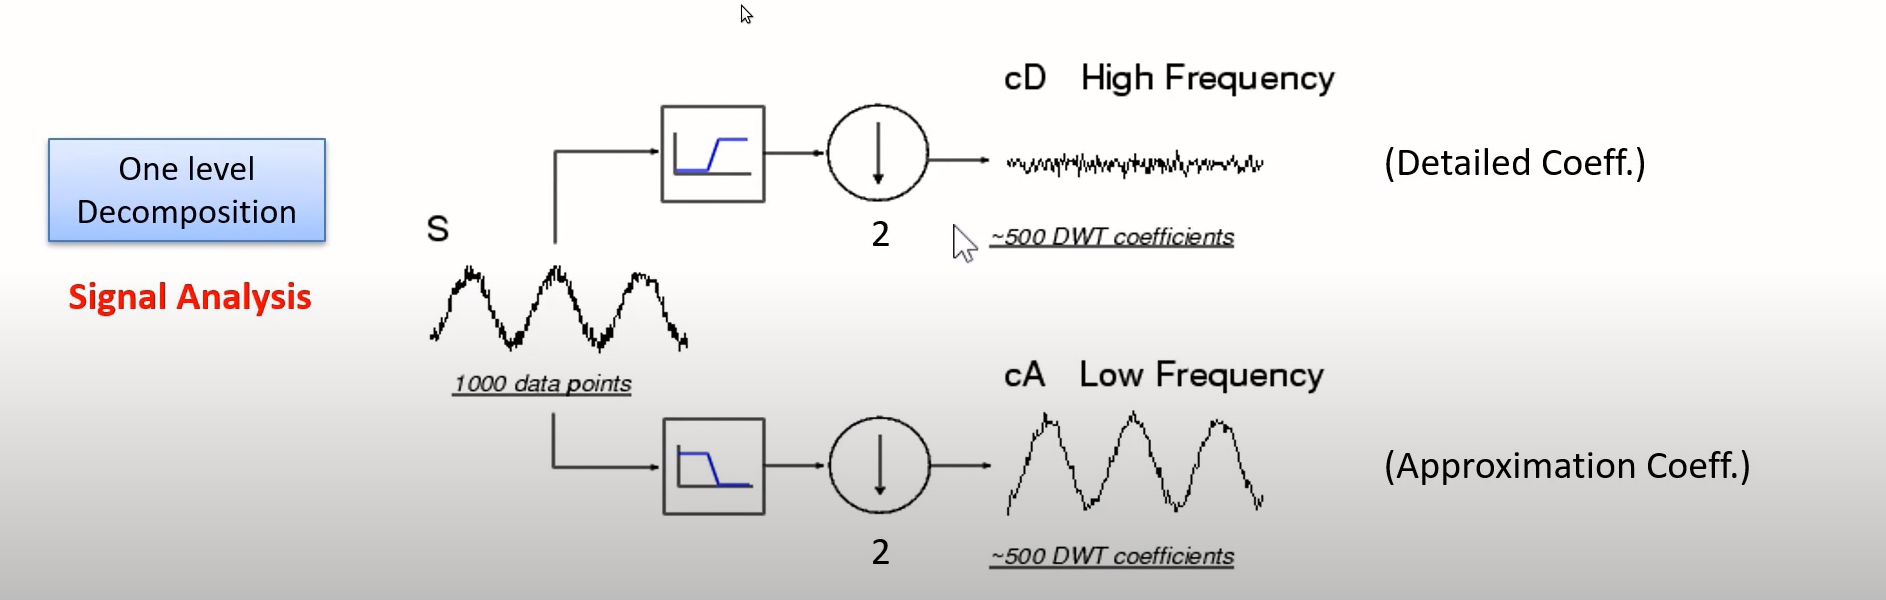 One level
Decomposition
Signal Analysis
S
1000 data points
cD High Frequency
(Detailed Coeff.)
2
~500 DWT coefficients
cA Low Frequency
(Approximation Coeff.)
2
~500 DWT coefficients